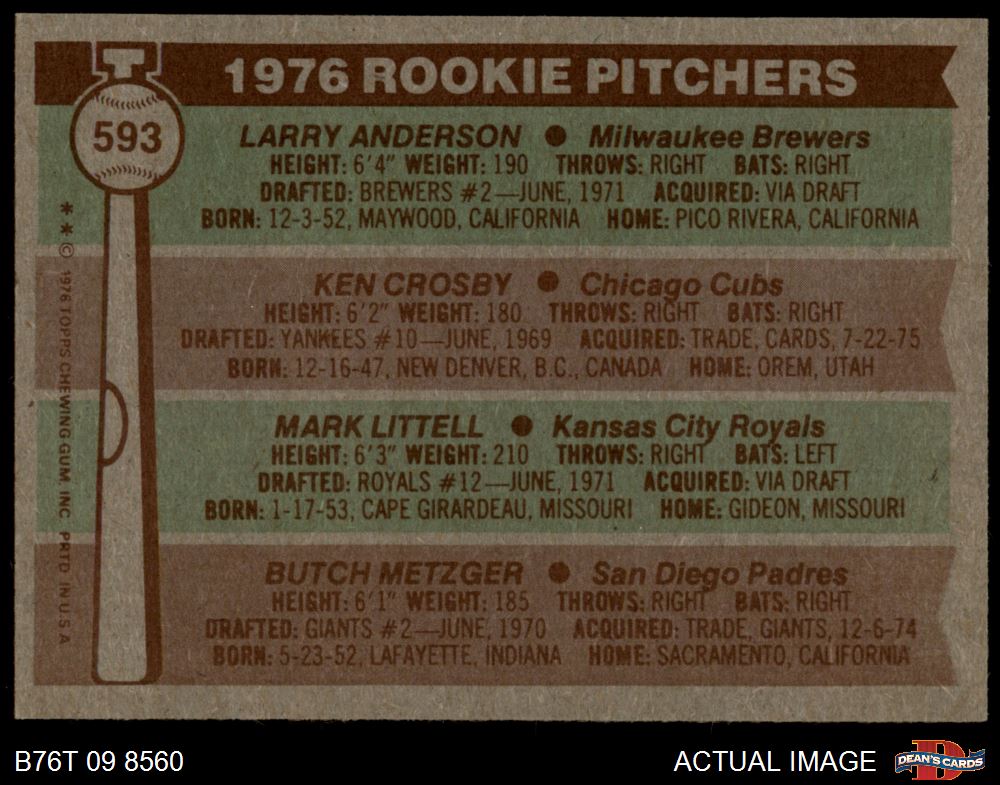 1976 ROOKIE PITCHERS
593
LARRY ANDERSON ● Milwaukee Brewers
HEIGHT: 6'4" WEIGHT: 190 THROWS: RIGHT BATS: RIGHT
DRAFTED: BREWERS #2—JUNE, 1971 ACQUIRED: VIA DRAFT
BORN: 12-3-52, MAYWOOD, CALIFORNIA HOME: PICO RIVERA, CALIFORNIA
KEN CROSBY ● Chicago Cubs
HEIGHT: 6'2" WEIGHT: 180 THROWS: RIGHT BATS: RIGHT
DRAFTED: YANKEES #10—JUNE, 1969 ACQUIRED: TRADE, CARDS, 7-22-75
BORN: 12-16-47, NEW DENVER, B.C., CANADA HOME: OREM, UTAH
MARK LITTELL ● Kansas City Royals
HEIGHT: 6'3" WEIGHT: 210 THROWS: RIGHT BATS: LEFT
DRAFTED: ROYALS #12—JUNE, 1971 ACQUIRED: VIA DRAFT
BORN: 1-17-53, CAPE GIRARDEAU, MISSOURI HOME: GIDEON, MISSOURI
BUTCH METZGER ● San Diego Padres
HEIGHT: 6'1" WEIGHT: 185 THROWS: RIGHT BATS: RIGHT
DRAFTED: GIANTS #2—JUNE, 1970 ACQUIRED: TRADE, GIANTS, 12-6-74
BORN: 5-23-52, LAFAYETTE, INDIANA HOME: SACRAMENTO, CALIFORNIA
T
**© 1976 TOPPS CHEWING GUM INC PRTD IN U S A
B76T 09 8560
ACTUAL IMAGE
D
DEAN'S CARDS